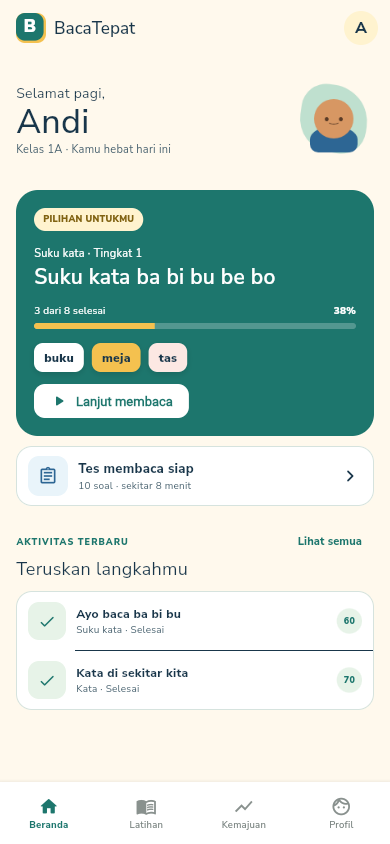 B
BacaTepat
A
Selamat pagi,
Andi
Kelas 1A · Kamu hebat hari ini
PILIHAN UNTUKMU
Suku kata · Tingkat 1
Suku kata ba bi bu be bo
3 dari 8 selesai
38%
buku
meja
tas
Lanjut membaca
Tes membaca siap
10 soal · sekitar 8 menit
AKTIVITAS TERBARU
Lihat semua
Teruskan langkahmu
Ayo baca ba bi bu
Suku kata · Selesai
60
Kata di sekitar kita
Kata · Selesai
70
Beranda
Latihan
Kemajuan
Profil